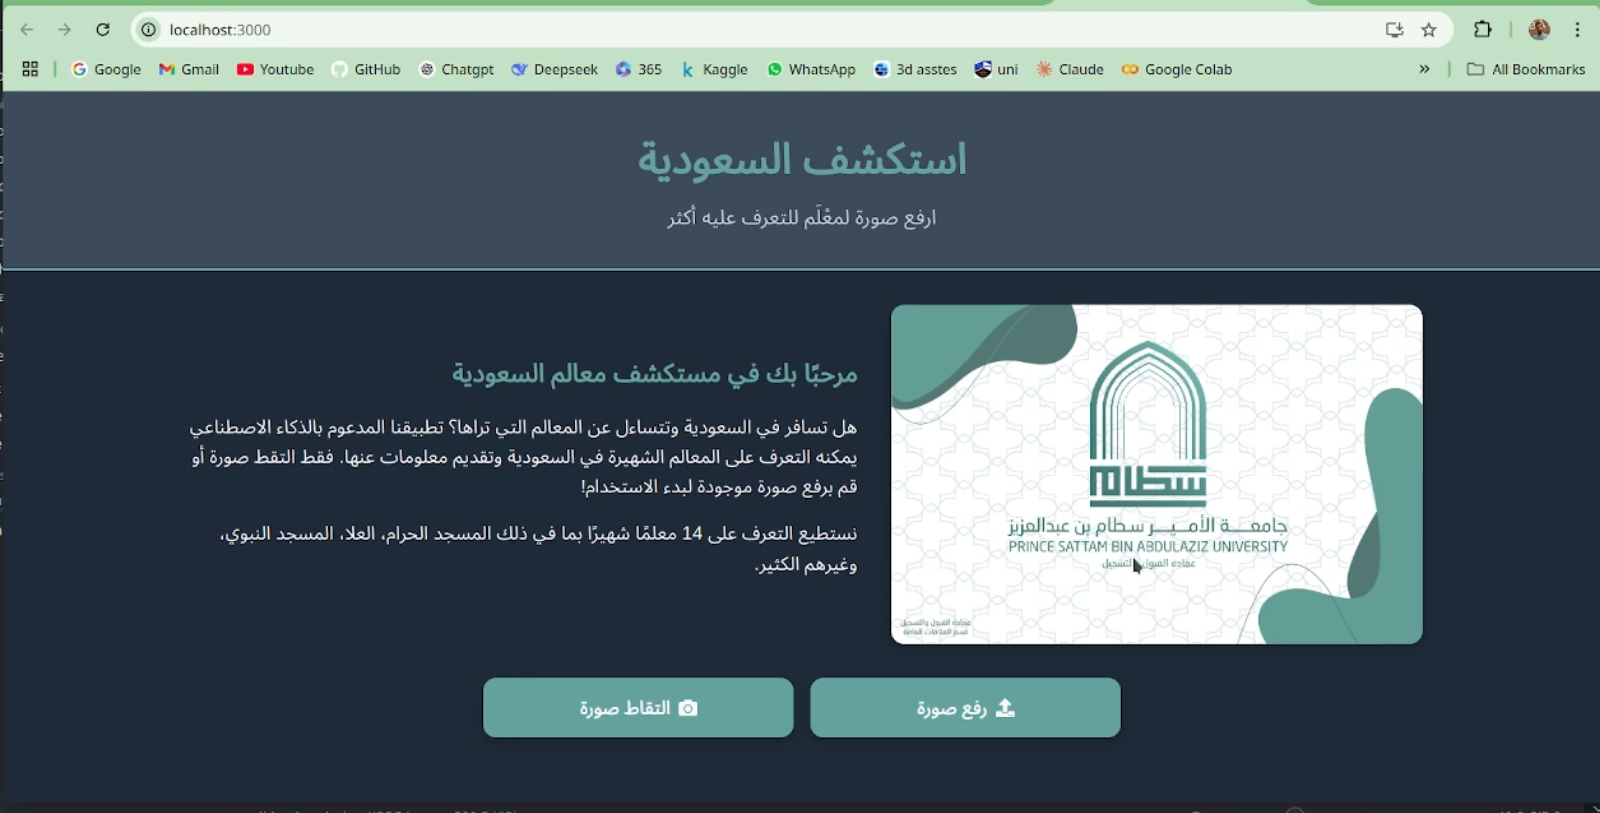 localhost:3000
Google
Gmail
Youtube
GitHub
Chatgpt
Deepseek
365
Kaggle
WhatsApp
3d asstes
uni
Claude
Google Colab
All Bookmarks
استكشف السعودية
ارفع صورة لمعْلَم للتعرف عليه أكثر
مرحبًا بك في مستكشف معالم السعودية
هل تسافر في السعودية وتتساءل عن المعالم التي تراها؟ تطبيقنا المدعوم بالذكاء الاصطناعي
يمكنه التعرف على المعالم الشهيرة في السعودية وتقديم معلومات عنها. فقط التقط صورة أو
قم برفع صورة موجودة لبدء الاستخدام!
نستطيع التعرف على 14 معلمًا شهيرًا بما في ذلك المسجد الحرام، العلا، المسجد النبوي،
وغيرهم الكثير.
سطام
جامعة الأمير سطام بن عبدالعزيز
PRINCE SATTAM BIN ABDULAZIZ UNIVERSITY
عمادة القبول والتسجيل
عمادة القبول والتسجيل
قسم العلاقات العامة
رفع صورة
التقاط صورة